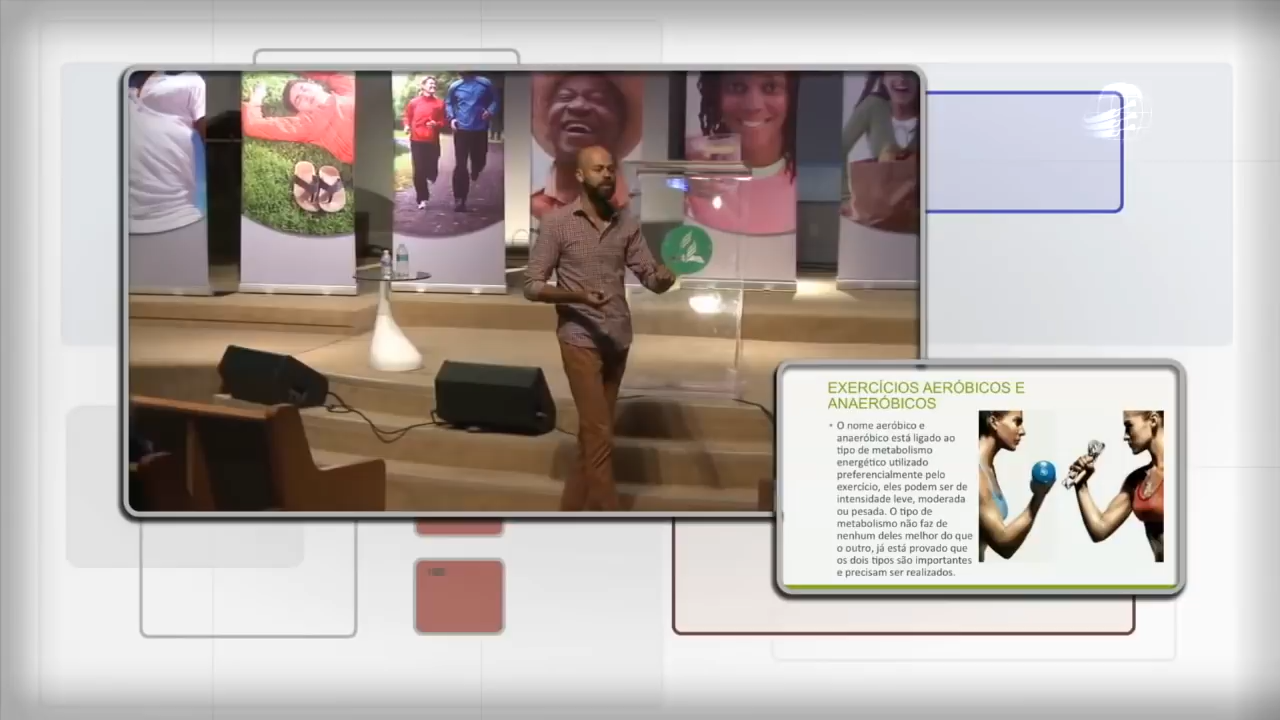 EXERCÍCIOS AERÓBICOS E
ANAERÓBICOS
• O nome aeróbico e
anaeróbico está ligado ao
tipo de metabolismo
energético utilizado
preferencialmente pelo
exercício, eles podem ser de
intensidade leve, moderada
ou pesada. O tipo de
metabolismo não faz de
nenhum deles melhor do que
o outro, já está provado que
os dois tipos são importantes
e precisam ser realizados.